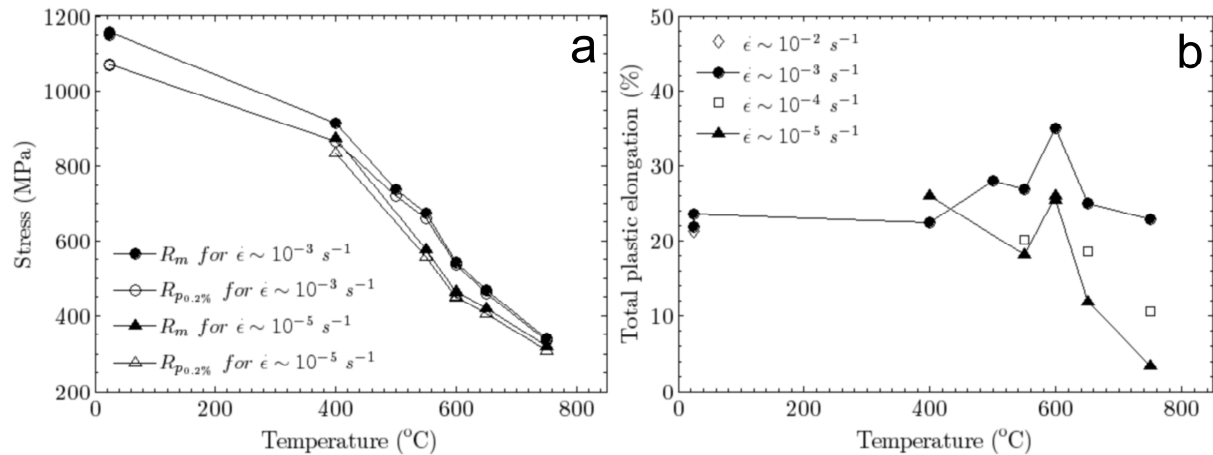 a
1200
1000
800
600
400
200
0
200
400
600
800
Stress (MPa)
Temperature (°C)
R_m for ε̇ ∼ 10⁻³ s⁻¹
R_p₀.₂% for ε̇ ∼ 10⁻³ s⁻¹
R_m for ε̇ ∼ 10⁻⁵ s⁻¹
R_p₀.₂% for ε̇ ∼ 10⁻⁵ s⁻¹
b
50
40
30
20
10
0
0
200
400
600
800
Total plastic elongation (%)
Temperature (°C)
ε̇ ∼ 10⁻² s⁻¹
ε̇ ∼ 10⁻³ s⁻¹
ε̇ ∼ 10⁻⁴ s⁻¹
ε̇ ∼ 10⁻⁵ s⁻¹